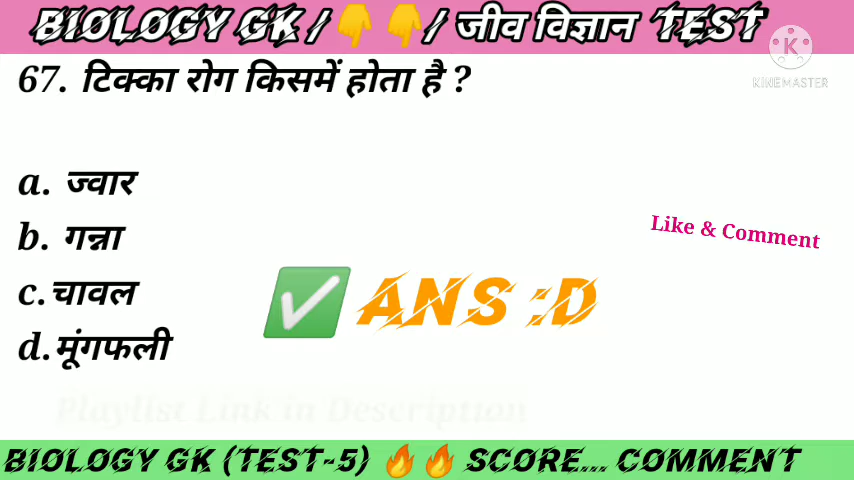 BIOLOGY GK /👇👇/ जीव विज्ञान TEST
KINEMASTER
67. टिक्का रोग किसमें होता है ?
a. ज्वार
b. गन्ना
c.चावल
d.मूंगफली
Like & Comment
✅ ANS :D
Playlist Link in Description
BIOLOGY GK (TEST-5) 🔥🔥 SCORE... COMMENT